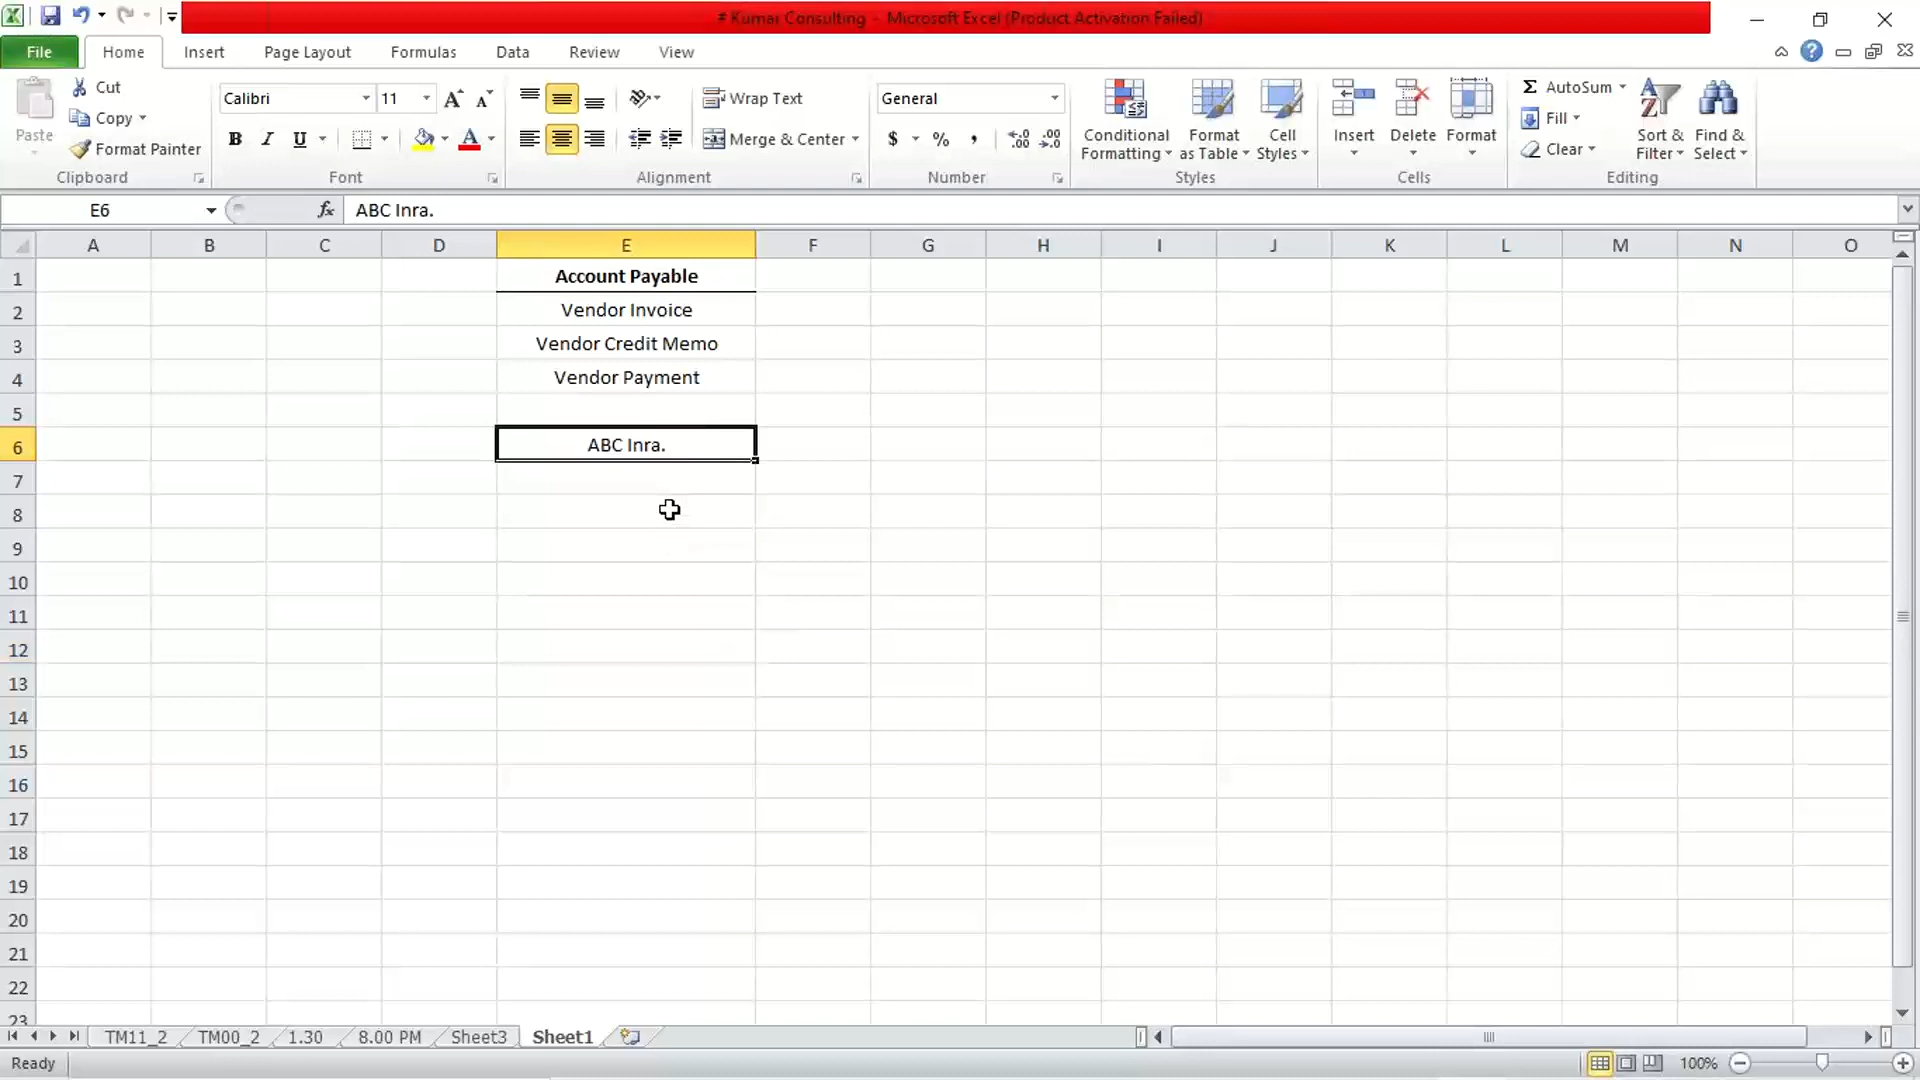 # Kumar Consulting - Microsoft Excel (Product Activation Failed)
File Home Insert Page Layout Formulas Data Review View
Paste
Cut
Copy
Format Painter
Clipboard
Calibri 11
B I U
Font
Wrap Text
Merge & Center
Alignment
General
$ % ,
Number
Conditional Formatting
Format as Table
Cell Styles
Styles
Insert Delete Format
Cells
Σ AutoSum
Fill
Clear
Sort & Filter
Find & Select
Editing
E6 fx ABC Inra.
A B C D E F G H I J K L M N O
1 Account Payable
2 Vendor Invoice
3 Vendor Credit Memo
4 Vendor Payment
5
6 ABC Inra.
7
8
9
10
11
12
13
14
15
16
17
18
19
20
21
22
23
TM11_2 TM00_2 1.30 8.00 PM Sheet3 Sheet1
Ready 100%